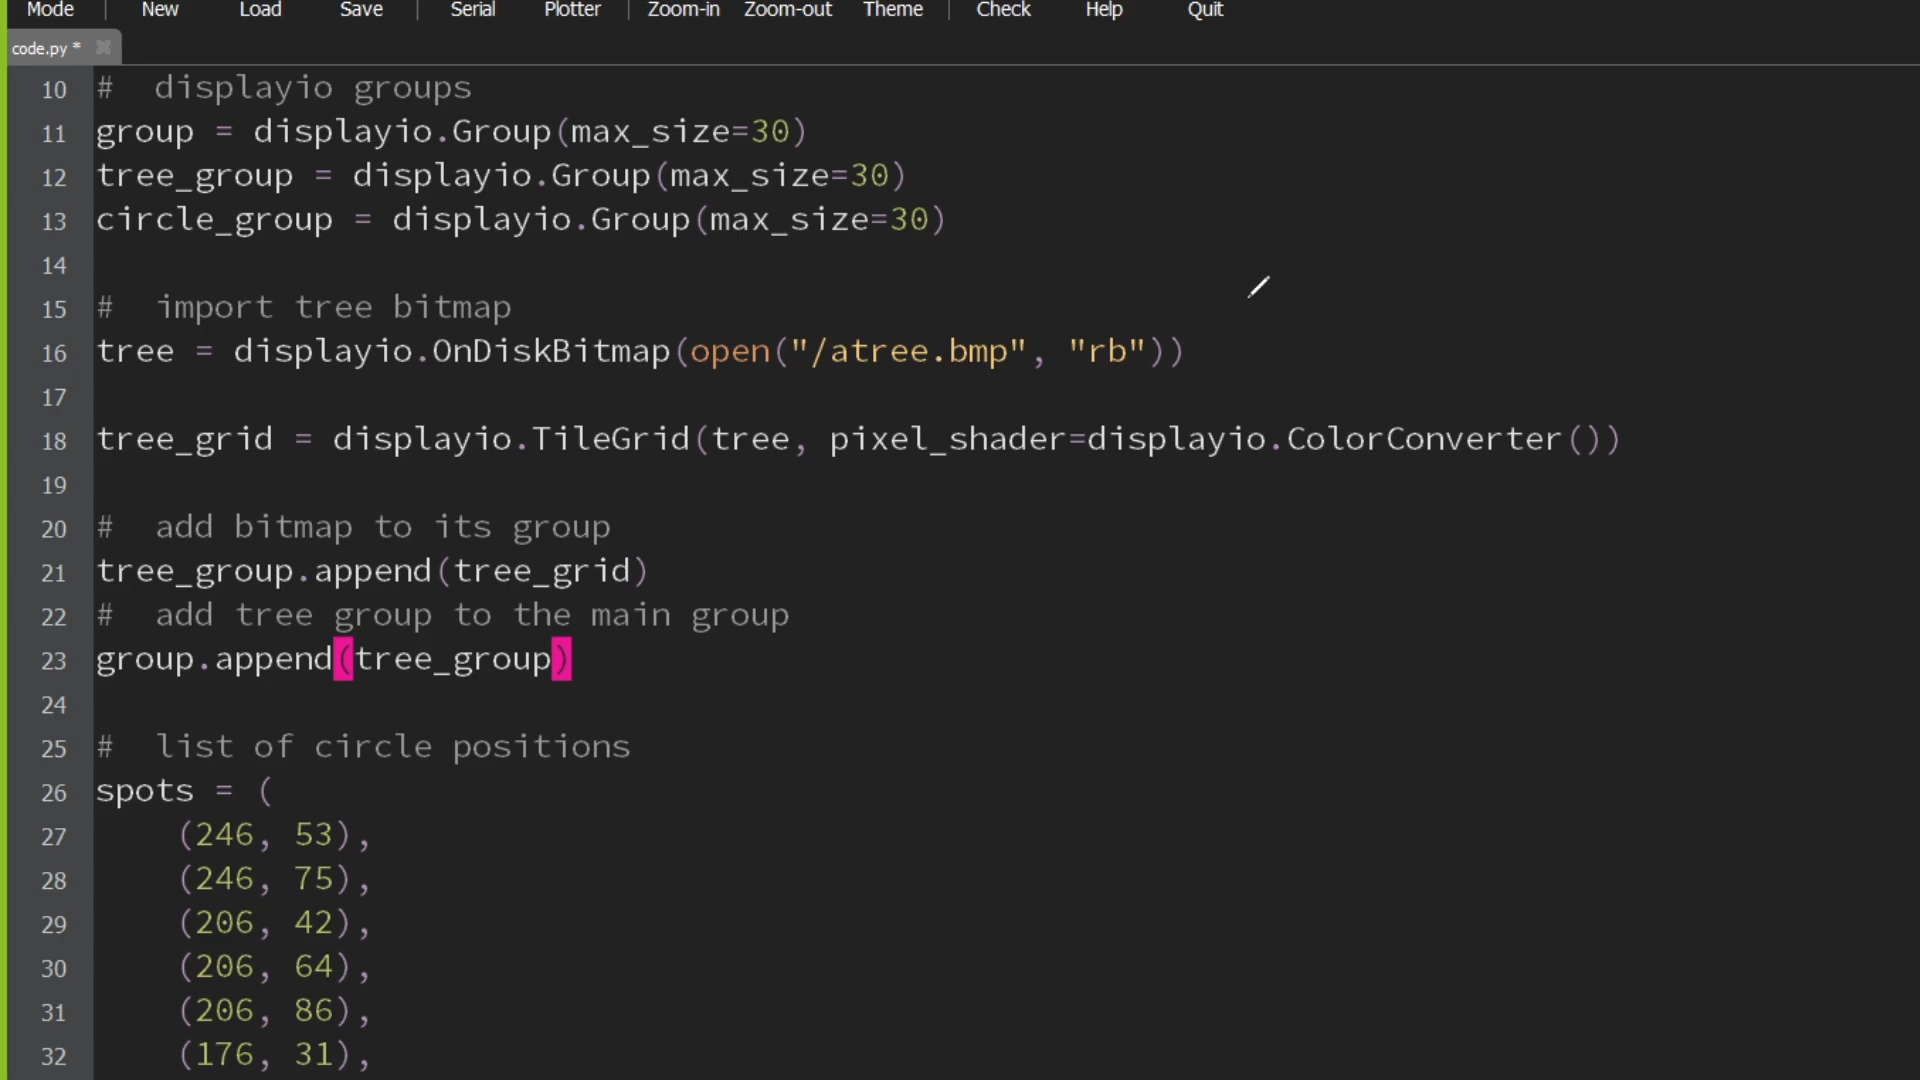 Mode New Load Save Serial Plotter Zoom-in Zoom-out Theme Check Help Quit
code.py *
10 #  displayio groups
11 group = displayio.Group(max_size=30)
12 tree_group = displayio.Group(max_size=30)
13 circle_group = displayio.Group(max_size=30)
14
15 #  import tree bitmap
16 tree = displayio.OnDiskBitmap(open("/atree.bmp", "rb"))
17
18 tree_grid = displayio.TileGrid(tree, pixel_shader=displayio.ColorConverter())
19
20 #  add bitmap to its group
21 tree_group.append(tree_grid)
22 #  add tree group to the main group
23 group.append(tree_group)
24
25 #  list of circle positions
26 spots = (
27     (246, 53),
28     (246, 75),
29     (206, 42),
30     (206, 64),
31     (206, 86),
32     (176, 31),